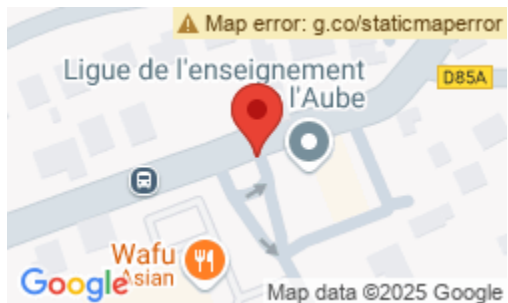 Map error: g.co/staticmaperror
Ligue de l'enseignement
l'Aube
D85A
Wafu
Asian
Google
Map data ©2025 Google